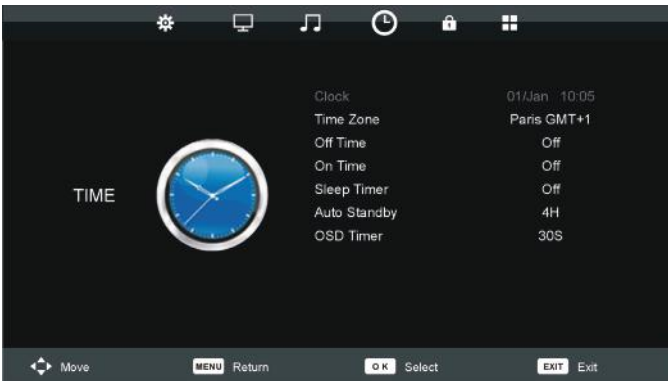 Clock 01/Jan 10:05
Time Zone Paris GMT+1
Off Time Off
On Time Off
Sleep Timer Off
TIME
Auto Standby 4H
OSD Timer 30S
Move MENU Return OK Select EXIT Exit